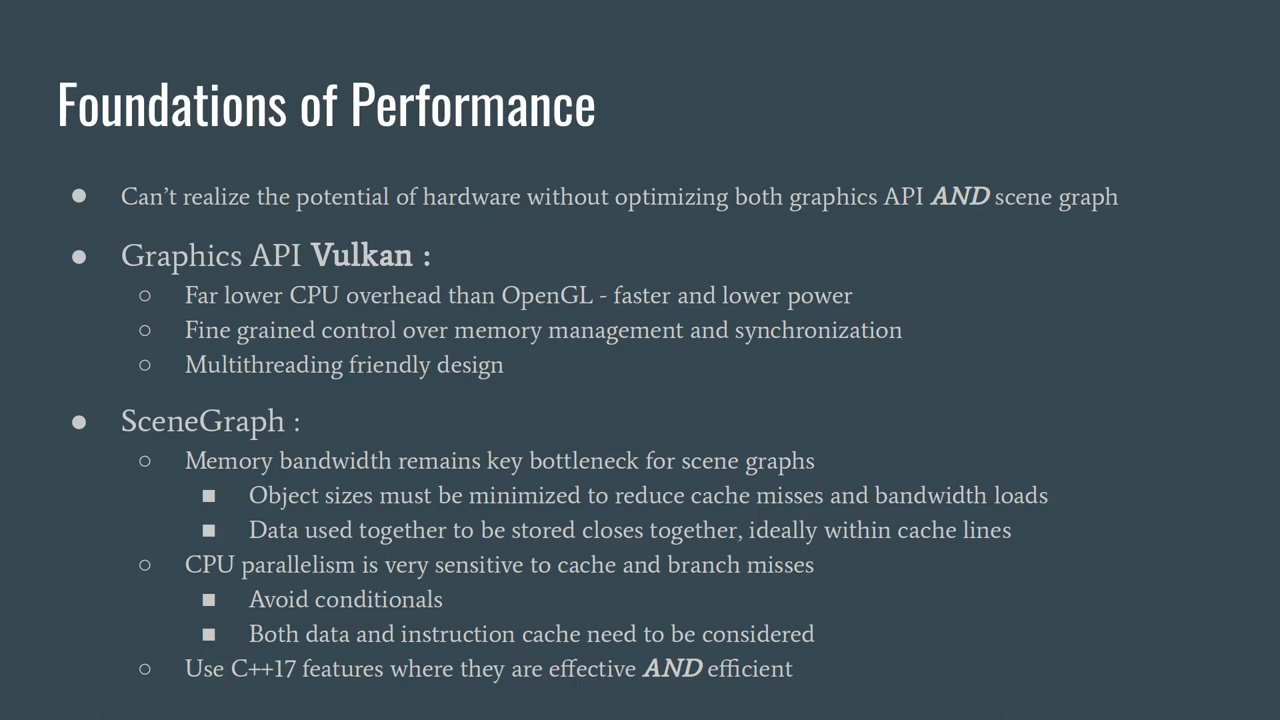 Foundations of Performance
● Can’t realize the potential of hardware without optimizing both graphics API AND scene graph
● Graphics API Vulkan :
○ Far lower CPU overhead than OpenGL - faster and lower power
○ Fine grained control over memory management and synchronization
○ Multithreading friendly design
● SceneGraph :
○ Memory bandwidth remains key bottleneck for scene graphs
■ Object sizes must be minimized to reduce cache misses and bandwidth loads
■ Data used together to be stored closes together, ideally within cache lines
○ CPU parallelism is very sensitive to cache and branch misses
■ Avoid conditionals
■ Both data and instruction cache need to be considered
○ Use C++17 features where they are effective AND efficient